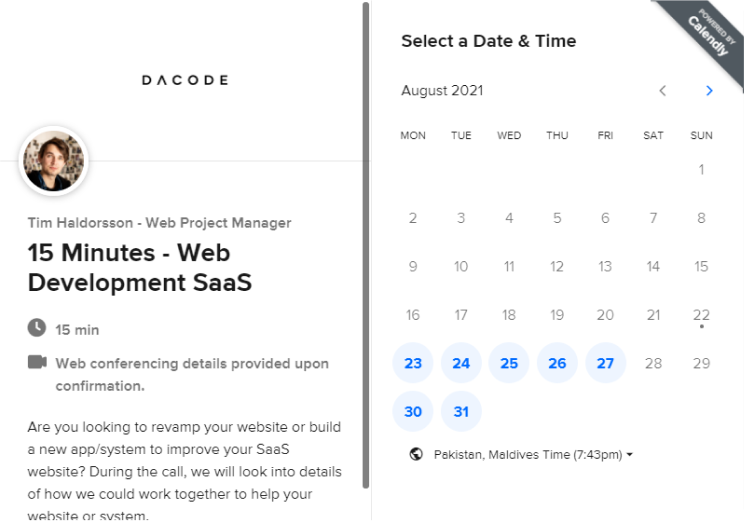 DACODE
Tim Haldorsson - Web Project Manager
15 Minutes - Web
Development SaaS
15 min
Web conferencing details provided upon
confirmation.
Are you looking to revamp your website or build
a new app/system to improve your SaaS
website? During the call, we will look into details
of how we could work together to help your
website or system.
POWERED BY
Calendly
Select a Date & Time
August 2021
MON TUE WED THU FRI SAT SUN
1
2 3 4 5 6 7 8
9 10 11 12 13 14 15
16 17 18 19 20 21 22
23 24 25 26 27 28 29
30 31
Pakistan, Maldives Time (7:43pm)